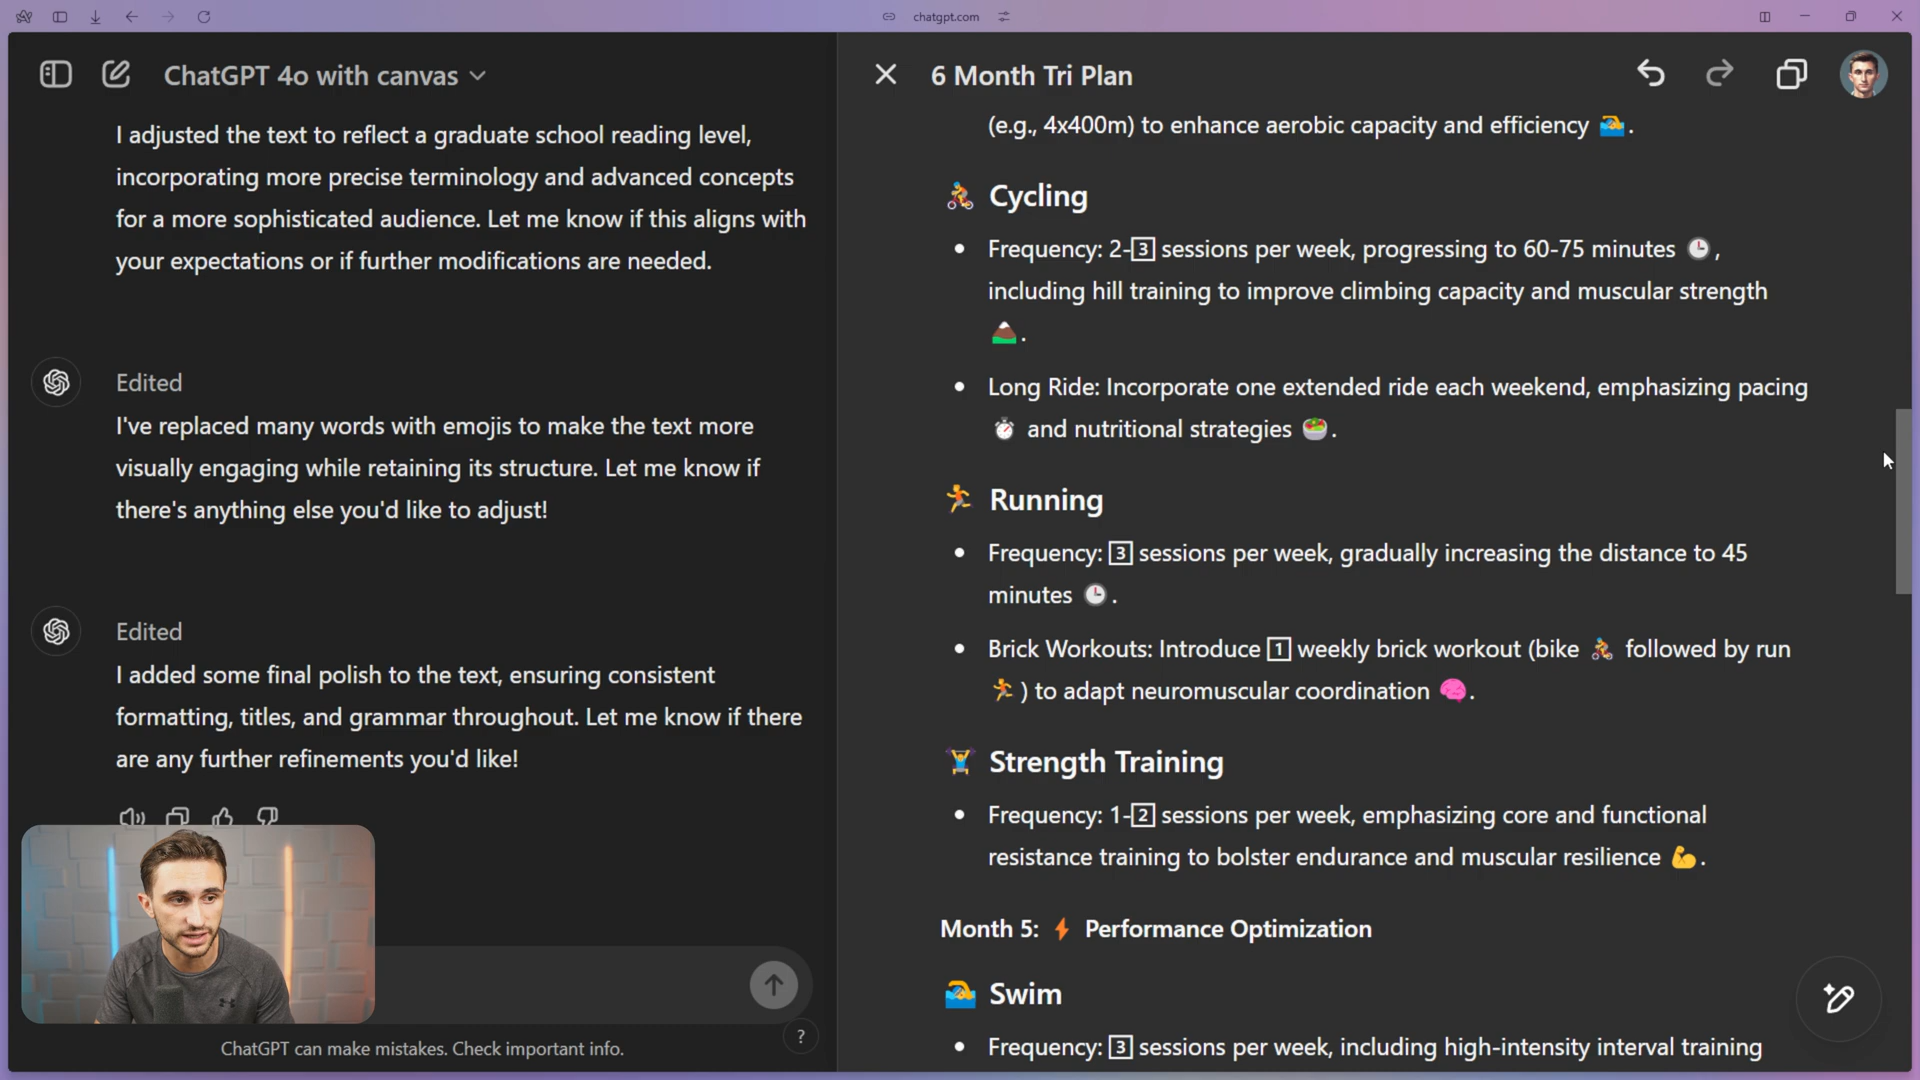 chatgpt.com
ChatGPT 4o with canvas
I adjusted the text to reflect a graduate school reading level,
incorporating more precise terminology and advanced concepts
for a more sophisticated audience. Let me know if this aligns with
your expectations or if further modifications are needed.
Edited
I've replaced many words with emojis to make the text more
visually engaging while retaining its structure. Let me know if
there's anything else you'd like to adjust!
Edited
I added some final polish to the text, ensuring consistent
formatting, titles, and grammar throughout. Let me know if there
are any further refinements you'd like!
ChatGPT can make mistakes. Check important info.
?
6 Month Tri Plan
(e.g., 4x400m) to enhance aerobic capacity and efficiency 🏊.
🚴 Cycling
• Frequency: 2-3️⃣ sessions per week, progressing to 60-75 minutes 🕒,
including hill training to improve climbing capacity and muscular strength
🏔️.
• Long Ride: Incorporate one extended ride each weekend, emphasizing pacing
⏱️ and nutritional strategies 🥗.
🏃 Running
• Frequency: 3️⃣ sessions per week, gradually increasing the distance to 45
minutes 🕒.
• Brick Workouts: Introduce 1️⃣ weekly brick workout (bike 🚴 followed by run
🏃) to adapt neuromuscular coordination 🧠.
🏋️ Strength Training
• Frequency: 1-2️⃣ sessions per week, emphasizing core and functional
resistance training to bolster endurance and muscular resilience 💪.
Month 5: ⚡ Performance Optimization
🏊 Swim
• Frequency: 3️⃣ sessions per week, including high-intensity interval training